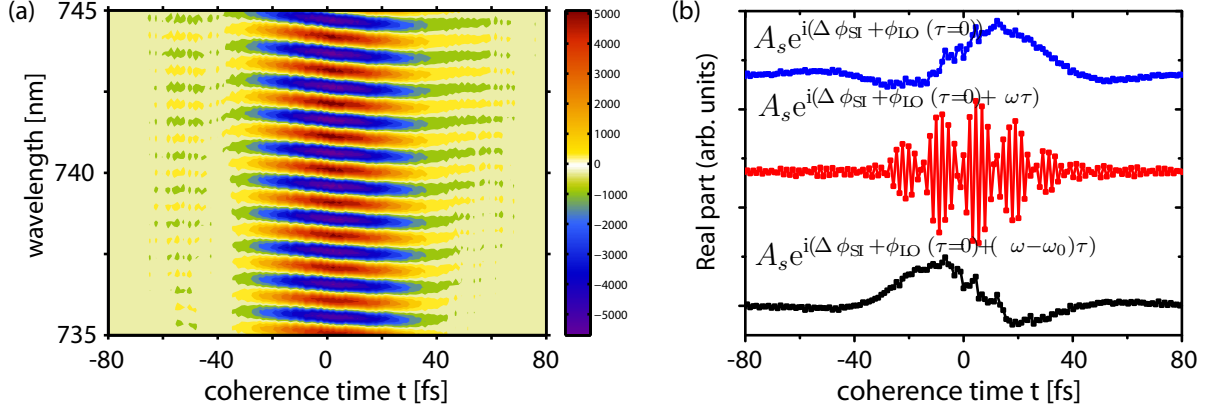 (a)
745
740
735
wavelength [nm]
-80 -40 0 40 80
coherence time t [fs]
5000
4000
3000
2000
1000
0
−1000
−2000
−3000
−4000
−5000
(b)
Real part (arb. units)
A_s e^{i(Δ ϕ_SI + ϕ_LO (τ=0))}
A_s e^{i(Δ ϕ_SI + ϕ_LO (τ=0)+ ωτ)}
A_s e^{i(Δ ϕ_SI + ϕ_LO (τ=0)+( ω−ω_0)τ)}
-80 -40 0 40 80
coherence time t [fs]